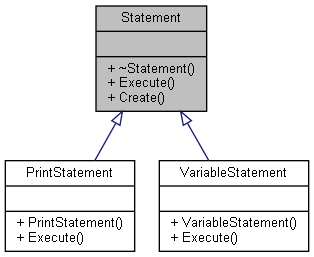 Statement
+ ~Statement()
+ Execute()
+ Create()
PrintStatement
+ PrintStatement()
+ Execute()
VariableStatement
+ VariableStatement()
+ Execute()